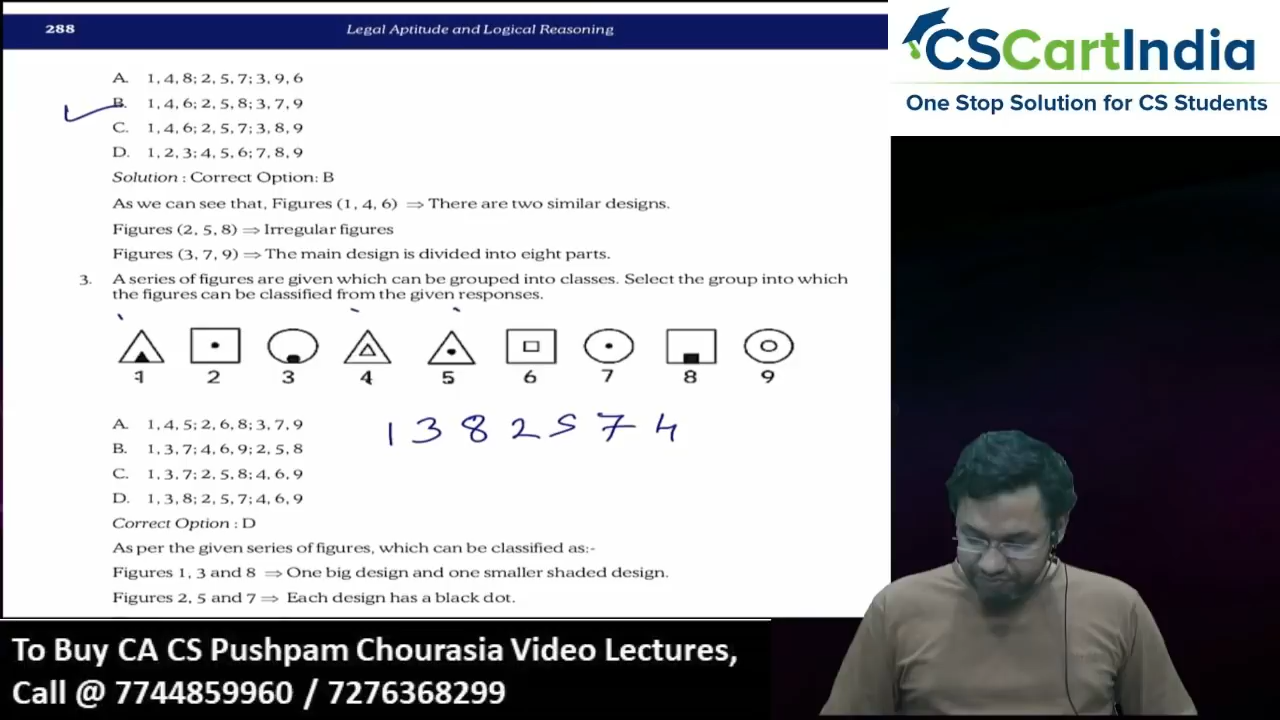 288 Legal Aptitude and Logical Reasoning
A. 1, 4, 8; 2, 5, 7; 3, 9, 6
B. 1, 4, 6; 2, 5, 8; 3, 7, 9
C. 1, 4, 6; 2, 5, 7; 3, 8, 9
D. 1, 2, 3; 4, 5, 6; 7, 8, 9
Solution : Correct Option: B
As we can see that, Figures (1, 4, 6) ⇒ There are two similar designs.
Figures (2, 5, 8) ⇒ Irregular figures
Figures (3, 7, 9) ⇒ The main design is divided into eight parts.
3. A series of figures are given which can be grouped into classes. Select the group into which
the figures can be classified from the given responses.
1 2 3 4 5 6 7 8 9
A. 1, 4, 5; 2, 6, 8; 3, 7, 9
1 3 8 2 5 7 4
B. 1, 3, 7; 4, 6, 9; 2, 5, 8
C. 1, 3, 7; 2, 5, 8; 4, 6, 9
D. 1, 3, 8; 2, 5, 7; 4, 6, 9
Correct Option : D
As per the given series of figures, which can be classified as:-
Figures 1, 3 and 8 ⇒ One big design and one smaller shaded design.
Figures 2, 5 and 7 ⇒ Each design has a black dot.
CSCartIndia
One Stop Solution for CS Students
To Buy CA CS Pushpam Chourasia Video Lectures,
Call @ 7744859960 / 7276368299